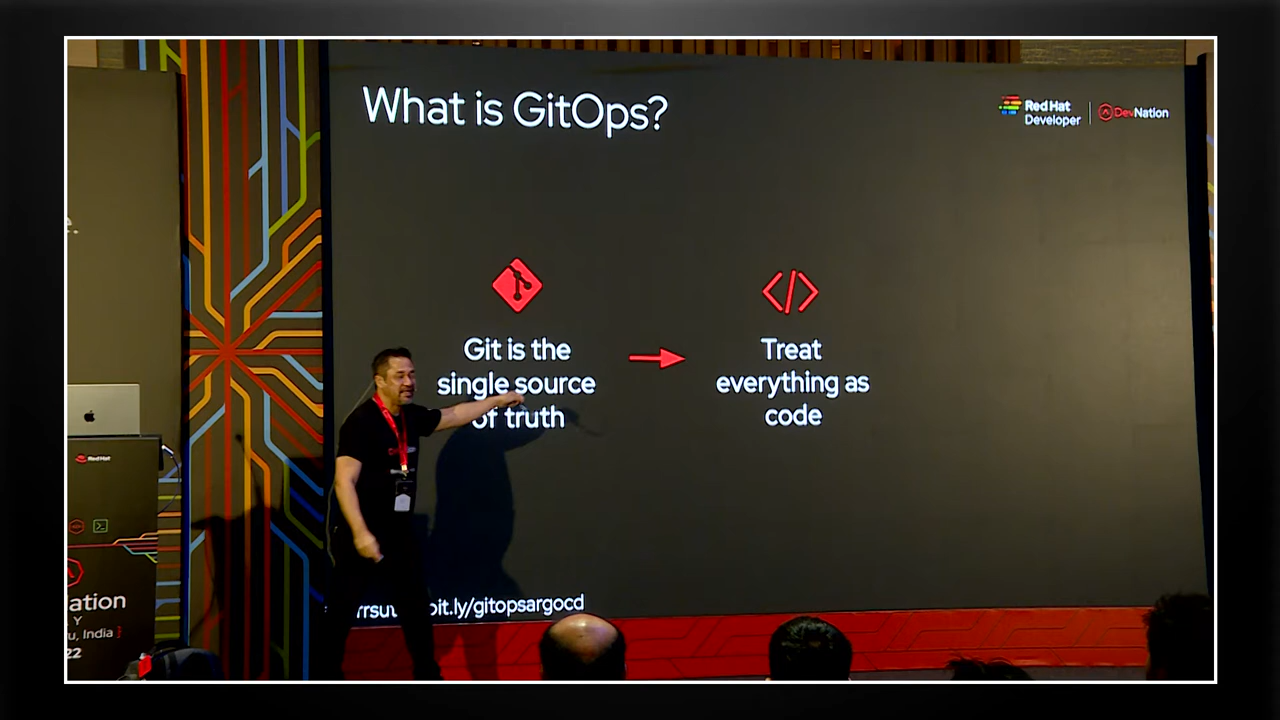 What is GitOps?
Red Hat
Developer
DevNation
Git is the
single source
of truth
Treat
everything as
code
bit.ly/gitopsargocd
Red Hat
ation
Y
u, India
22